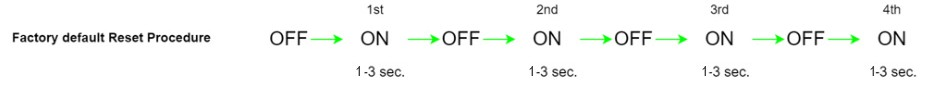 1st 2nd 3rd 4th
Factory default Reset Procedure OFF ON OFF ON OFF ON OFF ON
1-3 sec. 1-3 sec. 1-3 sec. 1-3 sec.